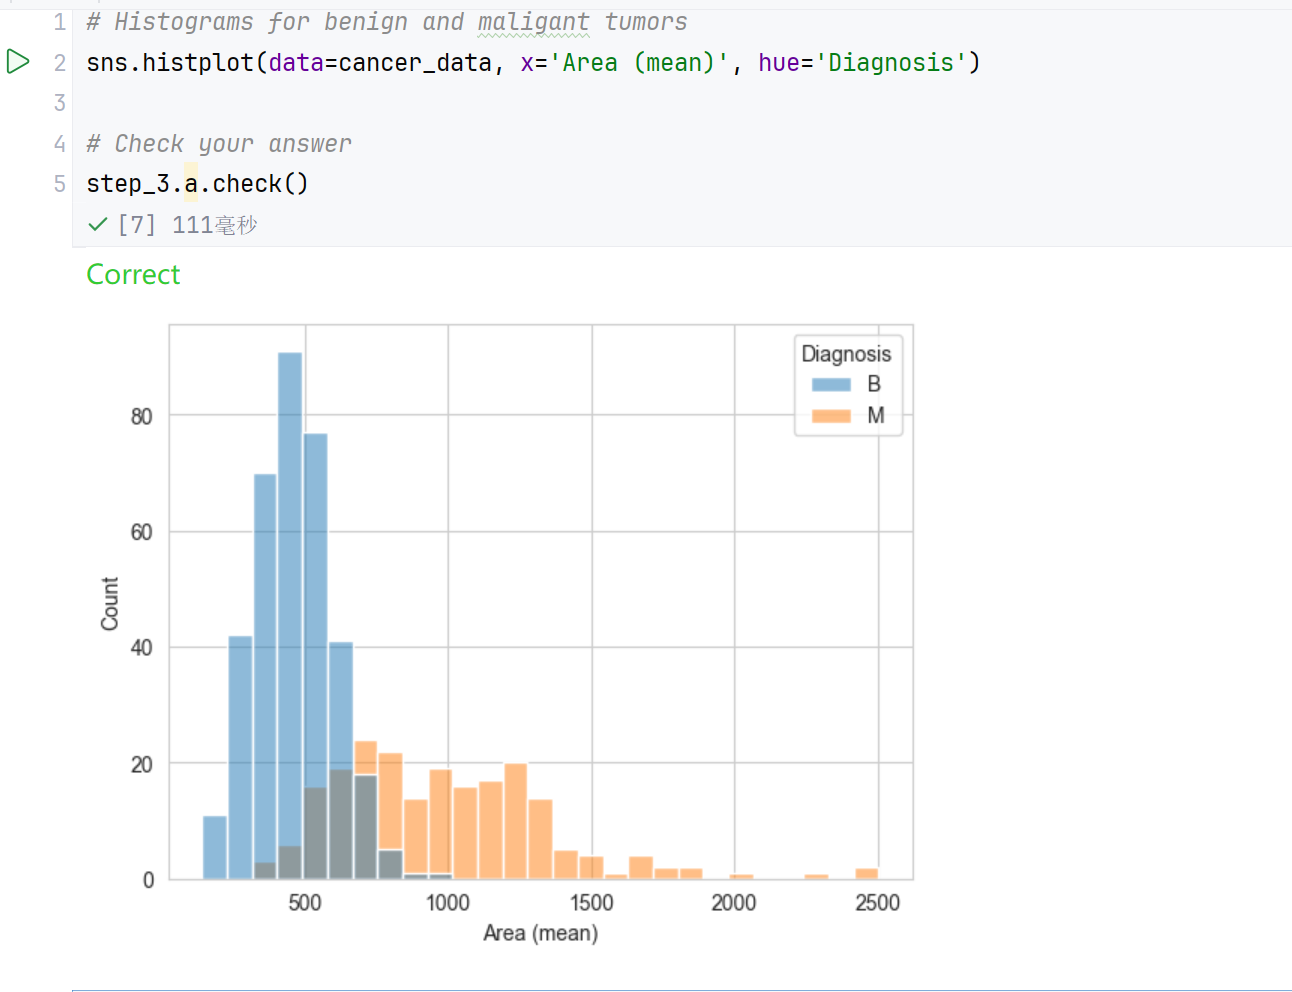 1 # Histograms for benign and maligant tumors
2 sns.histplot(data=cancer_data, x='Area (mean)', hue='Diagnosis')
3
4 # Check your answer
5 step_3.a.check()
[7] 111毫秒
Correct
Diagnosis
B
M
80
60
40
20
0
Count
500 1000 1500 2000 2500
Area (mean)